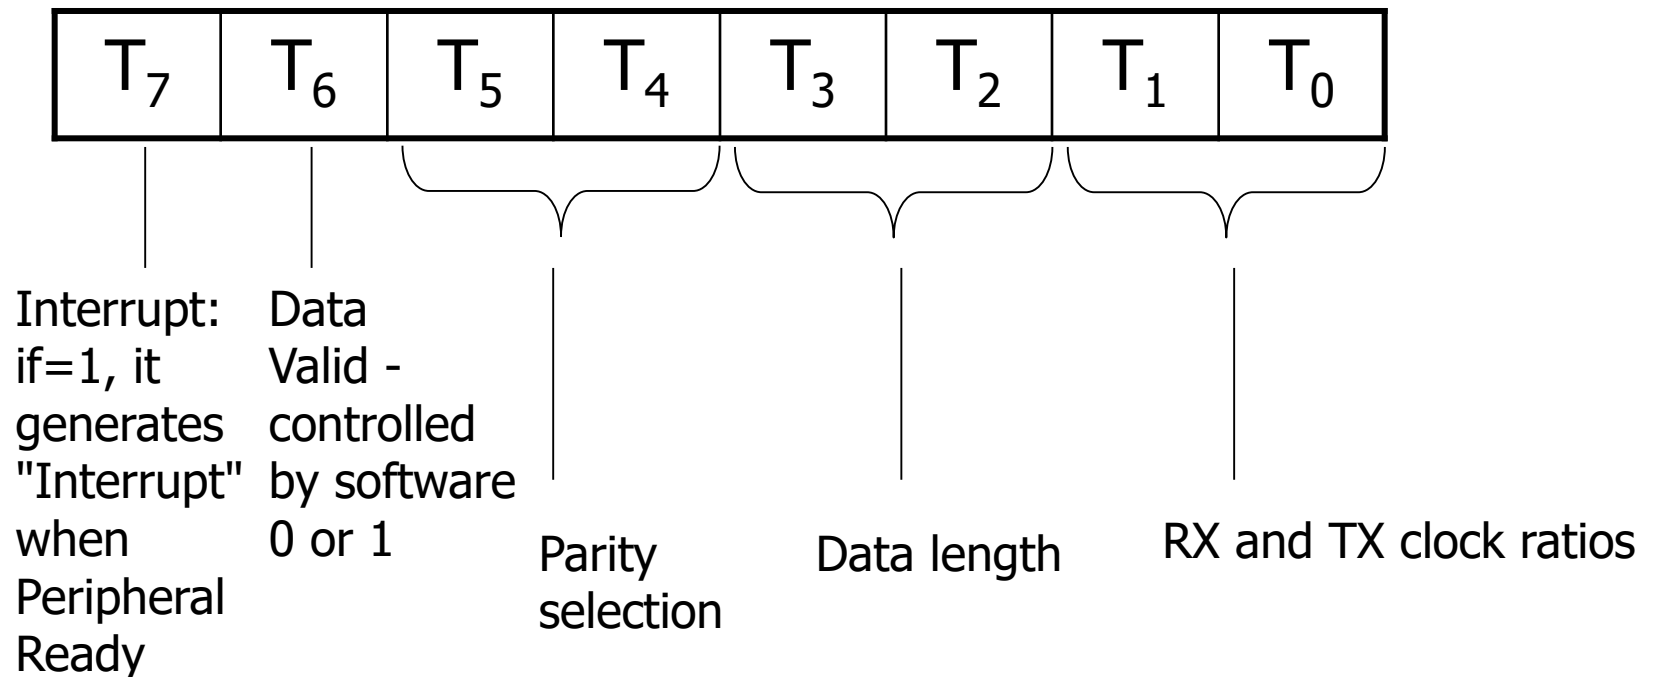 T₇ T₆ T₅ T₄ T₃ T₂ T₁ T₀
Interrupt:
if=1, it
generates
"Interrupt"
when
Peripheral
Ready
Data
Valid -
controlled
by software
0 or 1
Parity
selection
Data length
RX and TX clock ratios